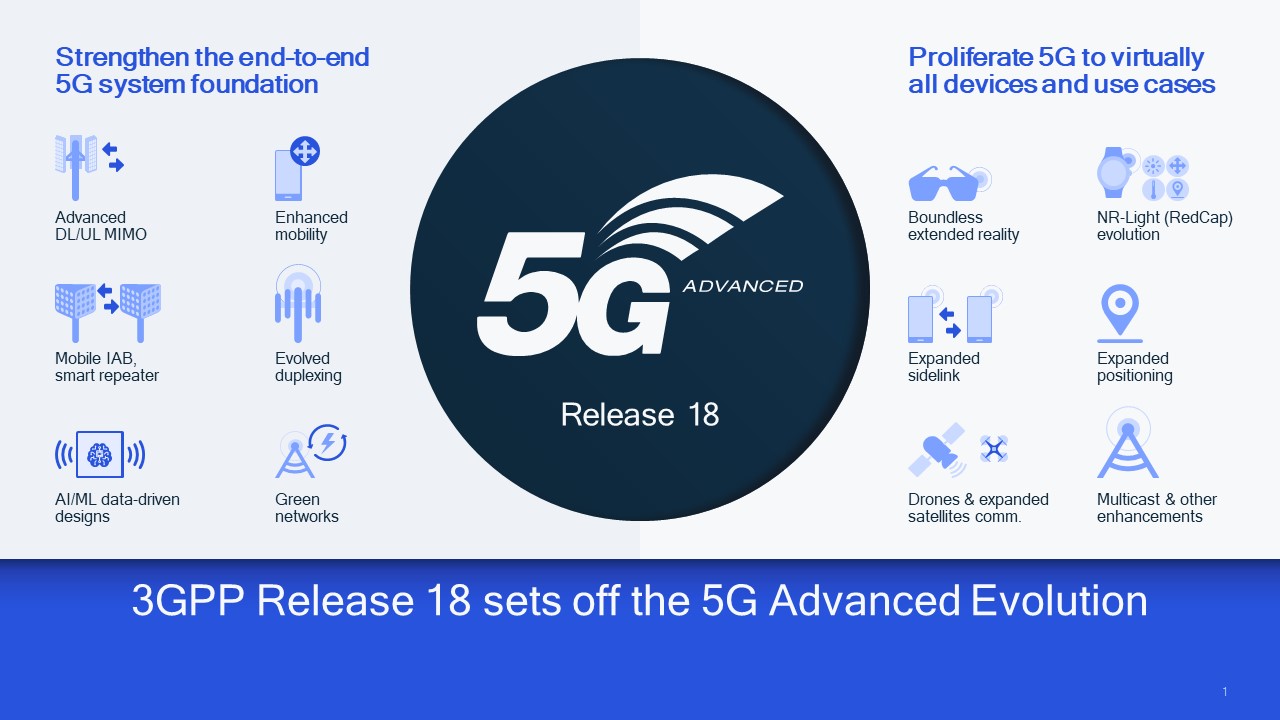 Strengthen the end-to-end
5G system foundation
Advanced
DL/UL MIMO
Enhanced
mobility
Mobile IAB,
smart repeater
Evolved
duplexing
AI/ML data-driven
designs
Green
networks
5G ADVANCED
Release 18
Proliferate 5G to virtually
all devices and use cases
Boundless
extended reality
NR-Light (RedCap)
evolution
Expanded
sidelink
Expanded
positioning
Drones & expanded
satellites comm.
Multicast & other
enhancements
3GPP Release 18 sets off the 5G Advanced Evolution
1